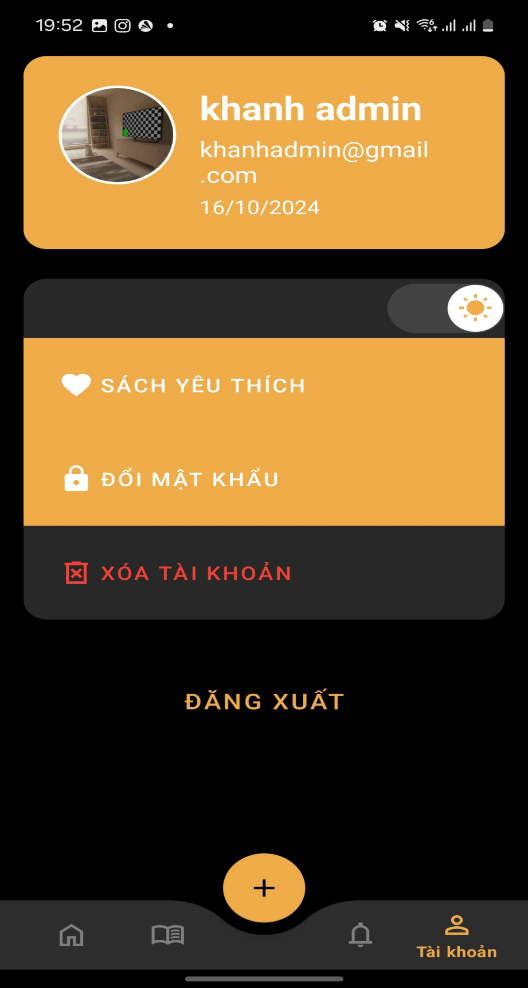 19:52
khanh admin
khanhadmin@gmail
.com
16/10/2024
SÁCH YÊU THÍCH
ĐỔI MẬT KHẨU
XÓA TÀI KHOẢN
ĐĂNG XUẤT
+
Tài khoản